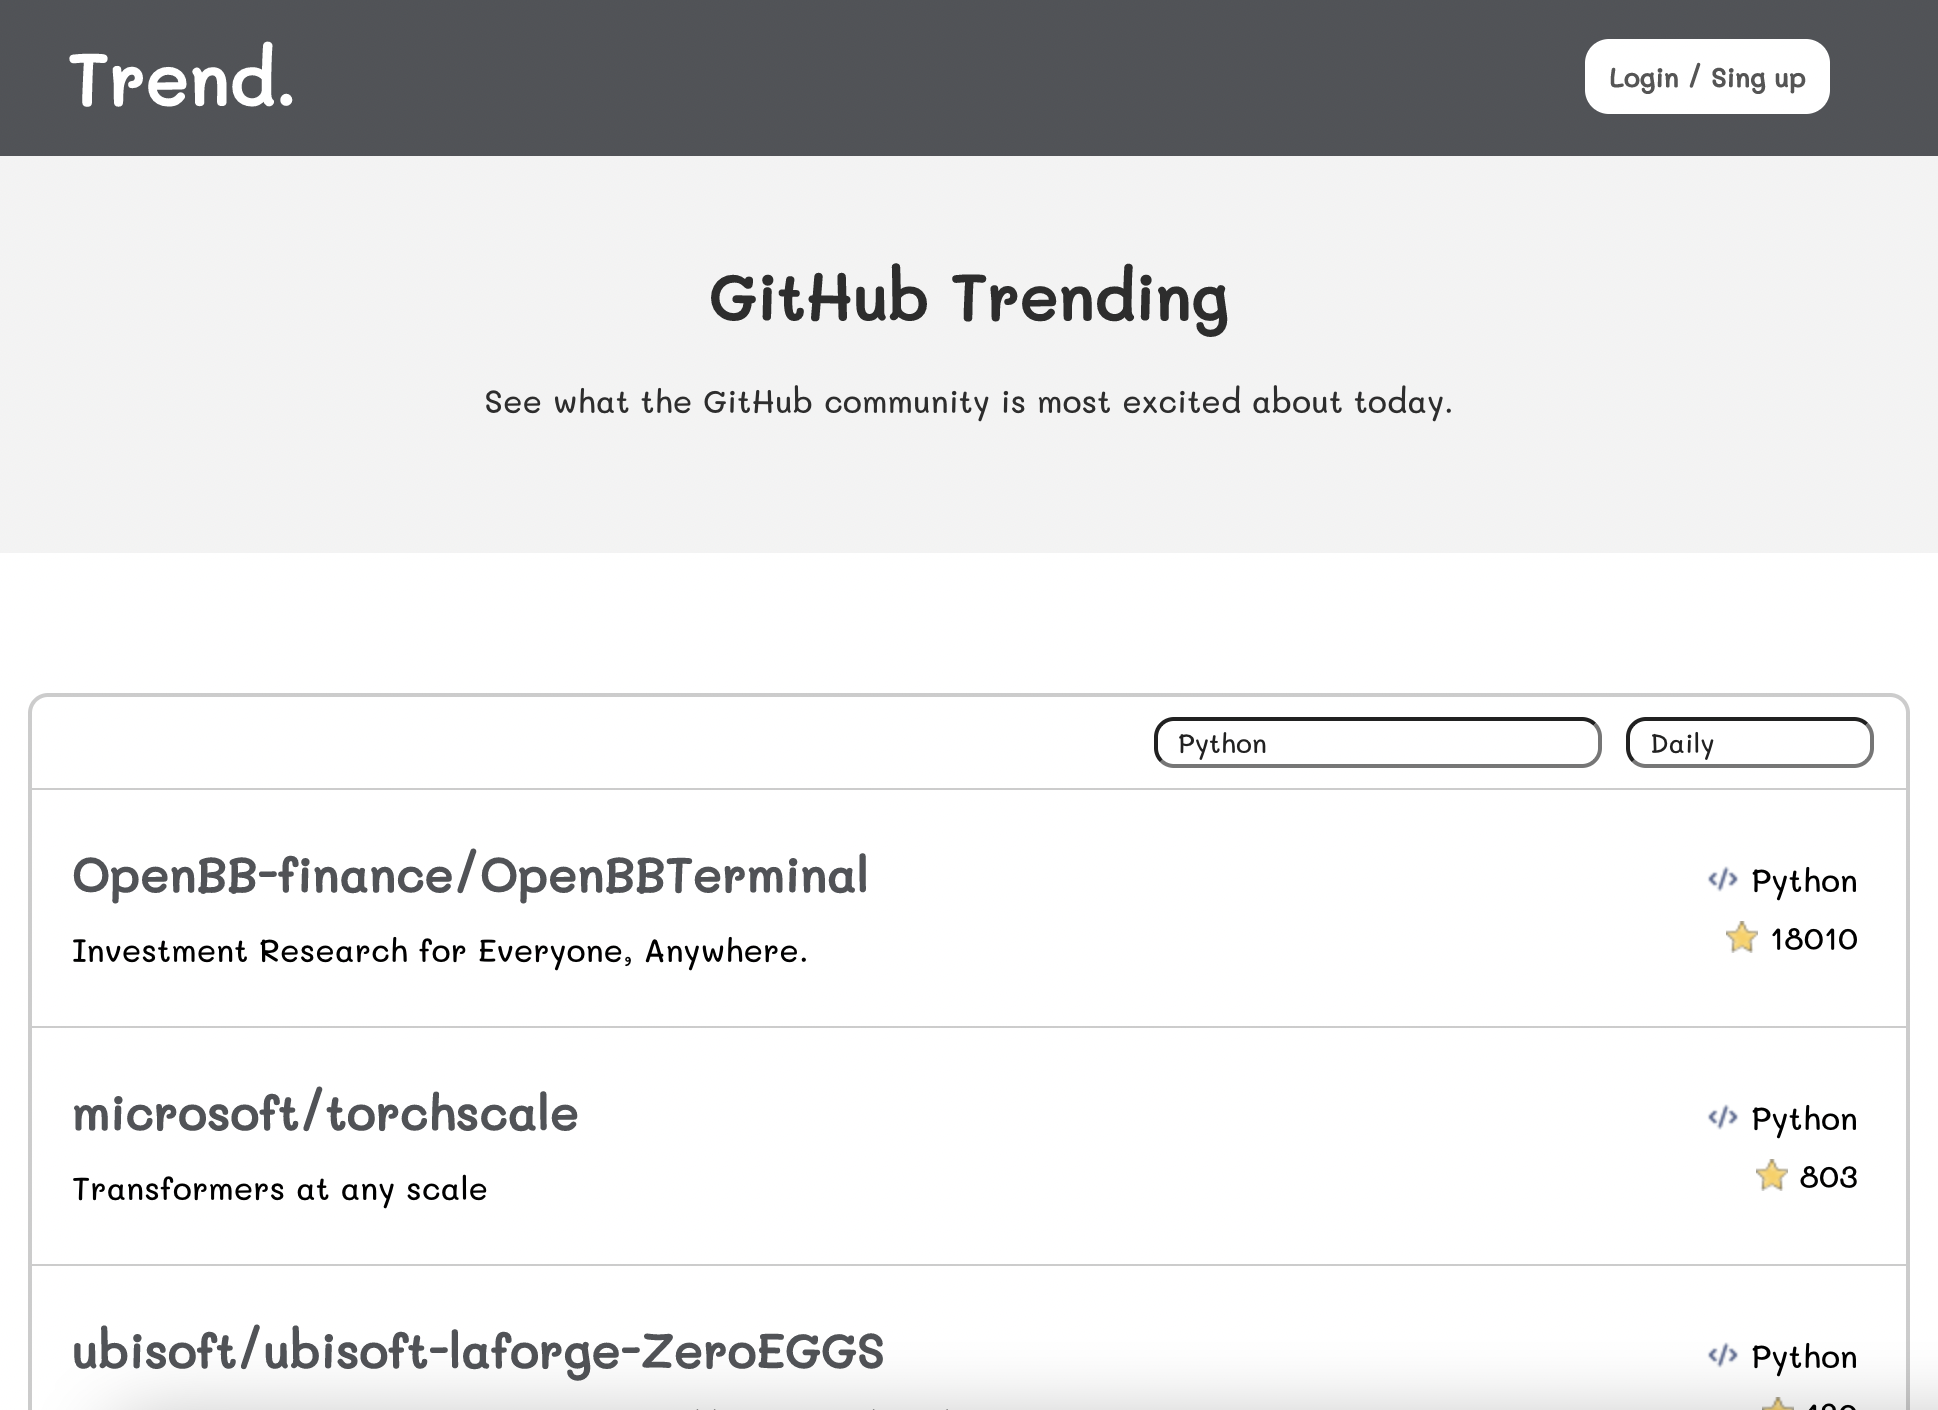 Trend.
Login / Sing up
GitHub Trending
See what the GitHub community is most excited about today.
Python
Daily
OpenBB-finance/OpenBBTerminal
</> Python
Investment Research for Everyone, Anywhere.
18010
microsoft/torchscale
</> Python
Transformers at any scale
803
ubisoft/ubisoft-laforge-ZeroEGGS
</> Python